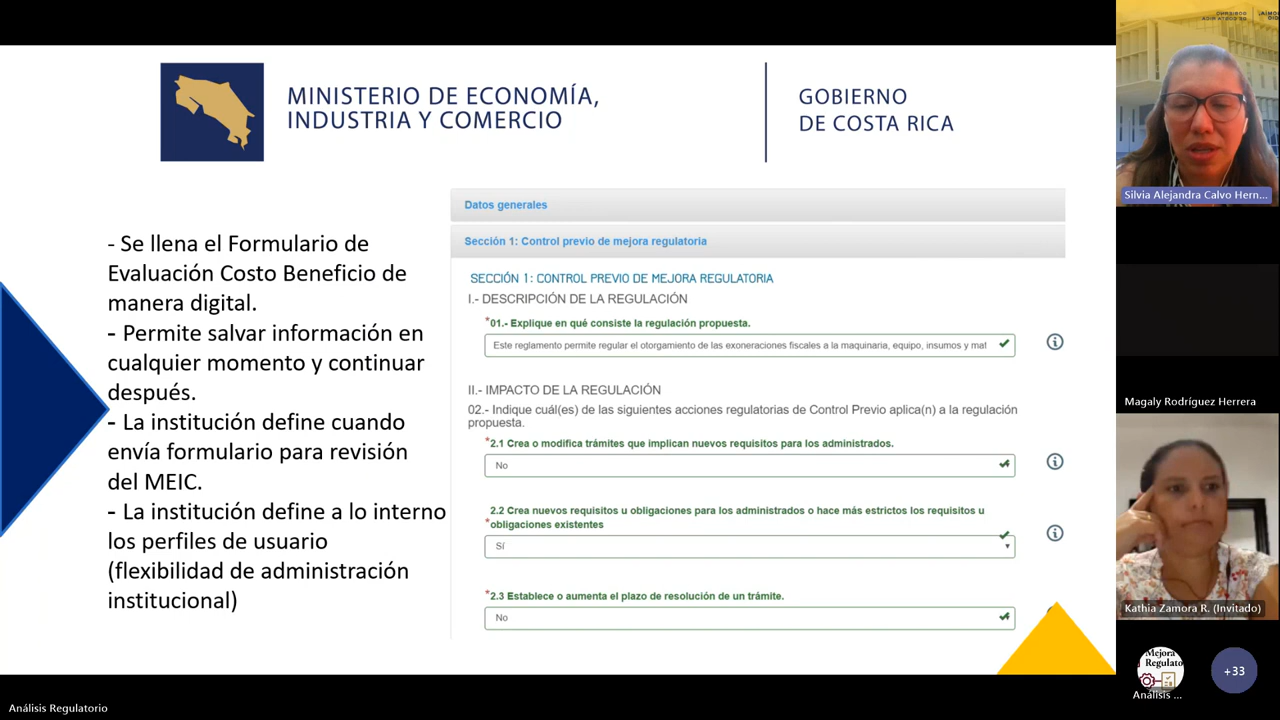 MINISTERIO DE ECONOMÍA,
INDUSTRIA Y COMERCIO
GOBIERNO
DE COSTA RICA
- Se llena el Formulario de
Evaluación Costo Beneficio de
manera digital.
- Permite salvar información en
cualquier momento y continuar
después.
- La institución define cuando
envía formulario para revisión
del MEIC.
- La institución define a lo interno
los perfiles de usuario
(flexibilidad de administración
institucional)
Datos generales
Sección 1: Control previo de mejora regulatoria
SECCIÓN 1: CONTROL PREVIO DE MEJORA REGULATORIA
I.- DESCRIPCIÓN DE LA REGULACIÓN
*01.- Explique en qué consiste la regulación propuesta.
Este reglamento permite regular el otorgamiento de las exoneraciones fiscales a la maquinaria, equipo, insumos y mat
II.- IMPACTO DE LA REGULACIÓN
02.- Indique cuál(es) de las siguientes acciones regulatorias de Control Previo aplica(n) a la regulación
propuesta.
*2.1 Crea o modifica trámites que implican nuevos requisitos para los administrados.
No
2.2 Crea nuevos requisitos u obligaciones para los administrados o hace más estrictos los requisitos u
*obligaciones existentes
Sí
*2.3 Establece o aumenta el plazo de resolución de un trámite.
No
Silvia Alejandra Calvo Hern...
Magaly Rodríguez Herrera
Kathia Zamora R. (Invitado)
Mejora
Regulato
Análisis ...
+33
Análisis Regulatorio